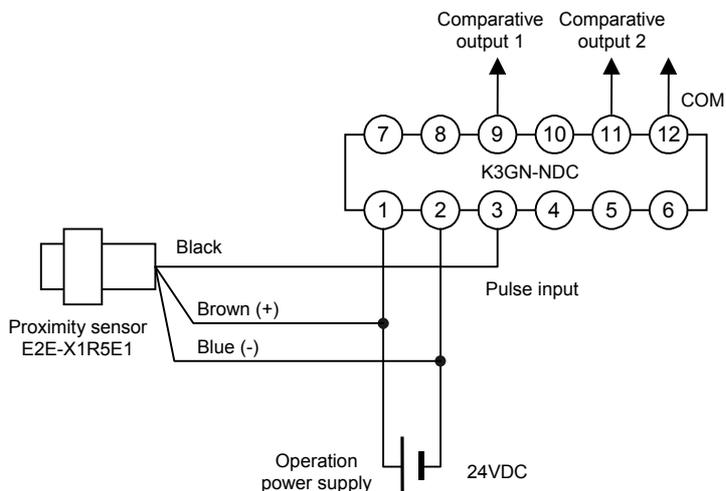 Comparative
output 1
Comparative
output 2
COM
7 8 9 10 11 12
K3GN-NDC
1 2 3 4 5 6
Black
Pulse input
Brown (+)
Proximity sensor
E2E-X1R5E1
Blue (-)
Operation
power supply
24VDC